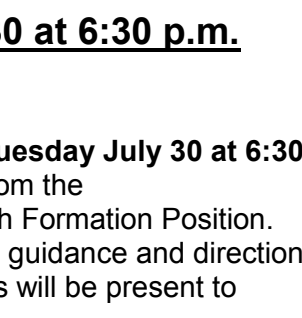 30 at 6:30 p.m.
uesday July 30 at 6:30
om the
h Formation Position.
guidance and direction
s will be present to